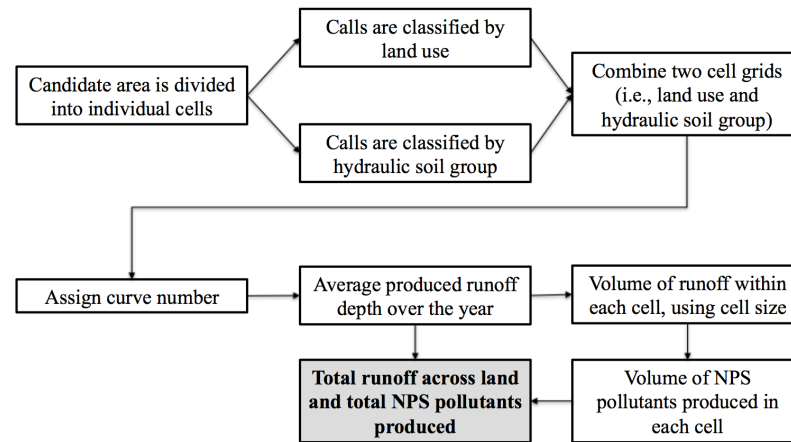 Candidate area is divided
into individual cells
Calls are classified by
land use
Calls are classified by
hydraulic soil group
Combine two cell grids
(i.e., land use and
hydraulic soil group)
Assign curve number
Average produced runoff
depth over the year
Volume of runoff within
each cell, using cell size
Total runoff across land
and total NPS pollutants
produced
Volume of NPS
pollutants produced in
each cell